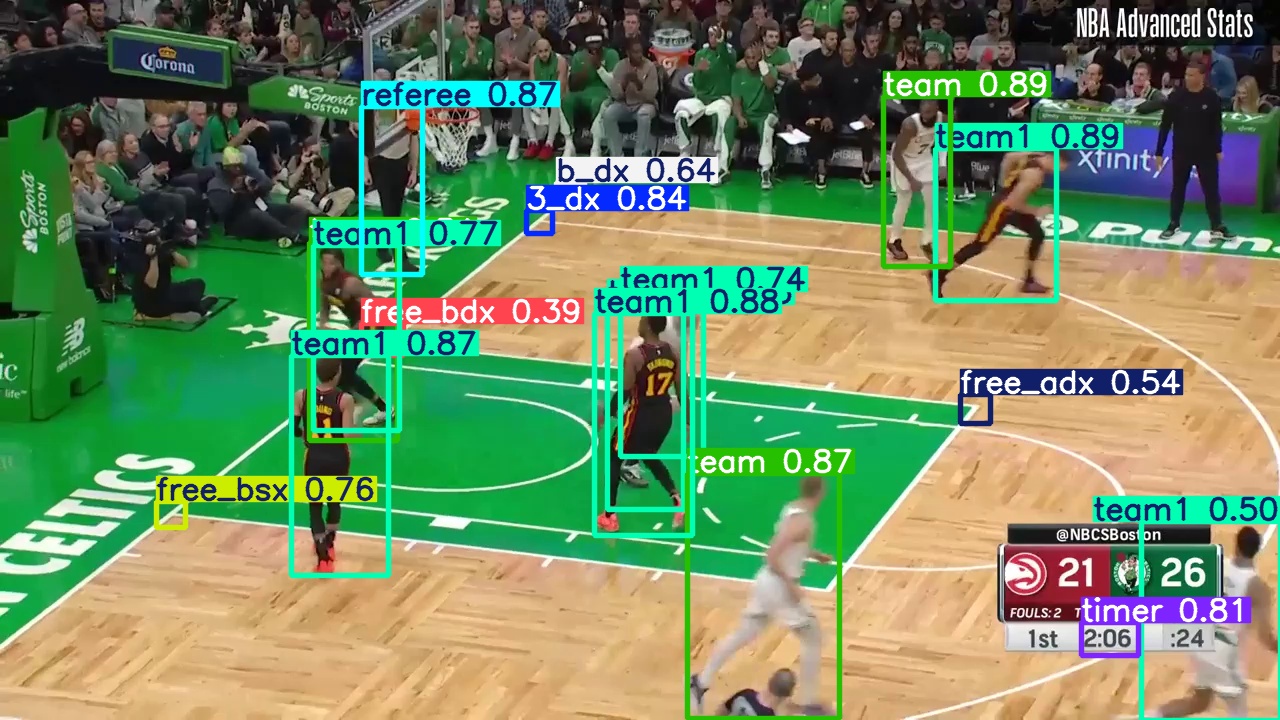 NBA Advanced Stats
Corona
NBC Sports
BOSTON
referee 0.87
team 0.89
team1 0.89
b_dx 0.64
3_dx 0.84
xfinity
team1 0.77
team1 0.74
team1 0.88
free_bdx 0.39
team1 0.87
17
free_adx 0.54
team 0.87
free_bsx 0.76
new balance
CELTICS
team1 0.50
@NBCSBoston
21 26
FOULS: 2
timer 0.81
1st 2:06 :24